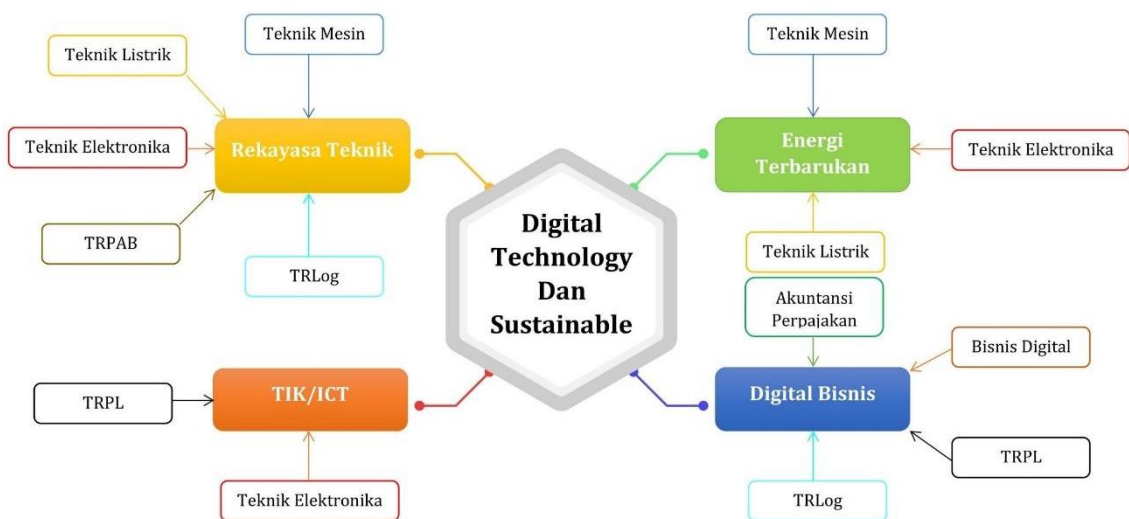 Teknik Mesin
Teknik Listrik
Teknik Elektronika
Rekayasa Teknik
TRPAB
TRLog
Teknik Mesin
Energi
Terbarukan
Teknik Elektronika
Teknik Listrik
Digital
Technology
Dan
Sustainable
TRPL
TIK/ICT
Teknik Elektronika
Akuntansi
Perpajakan
Bisnis Digital
Digital Bisnis
TRPL
TRLog